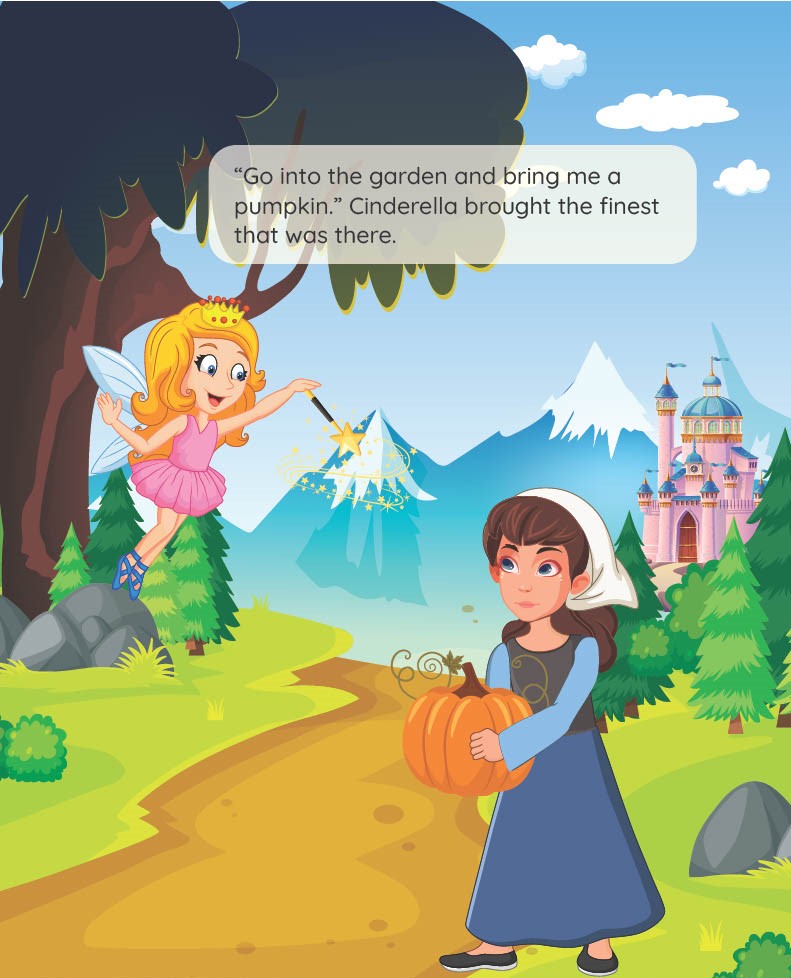 “Go into the garden and bring me a
pumpkin.” Cinderella brought the finest
that was there.